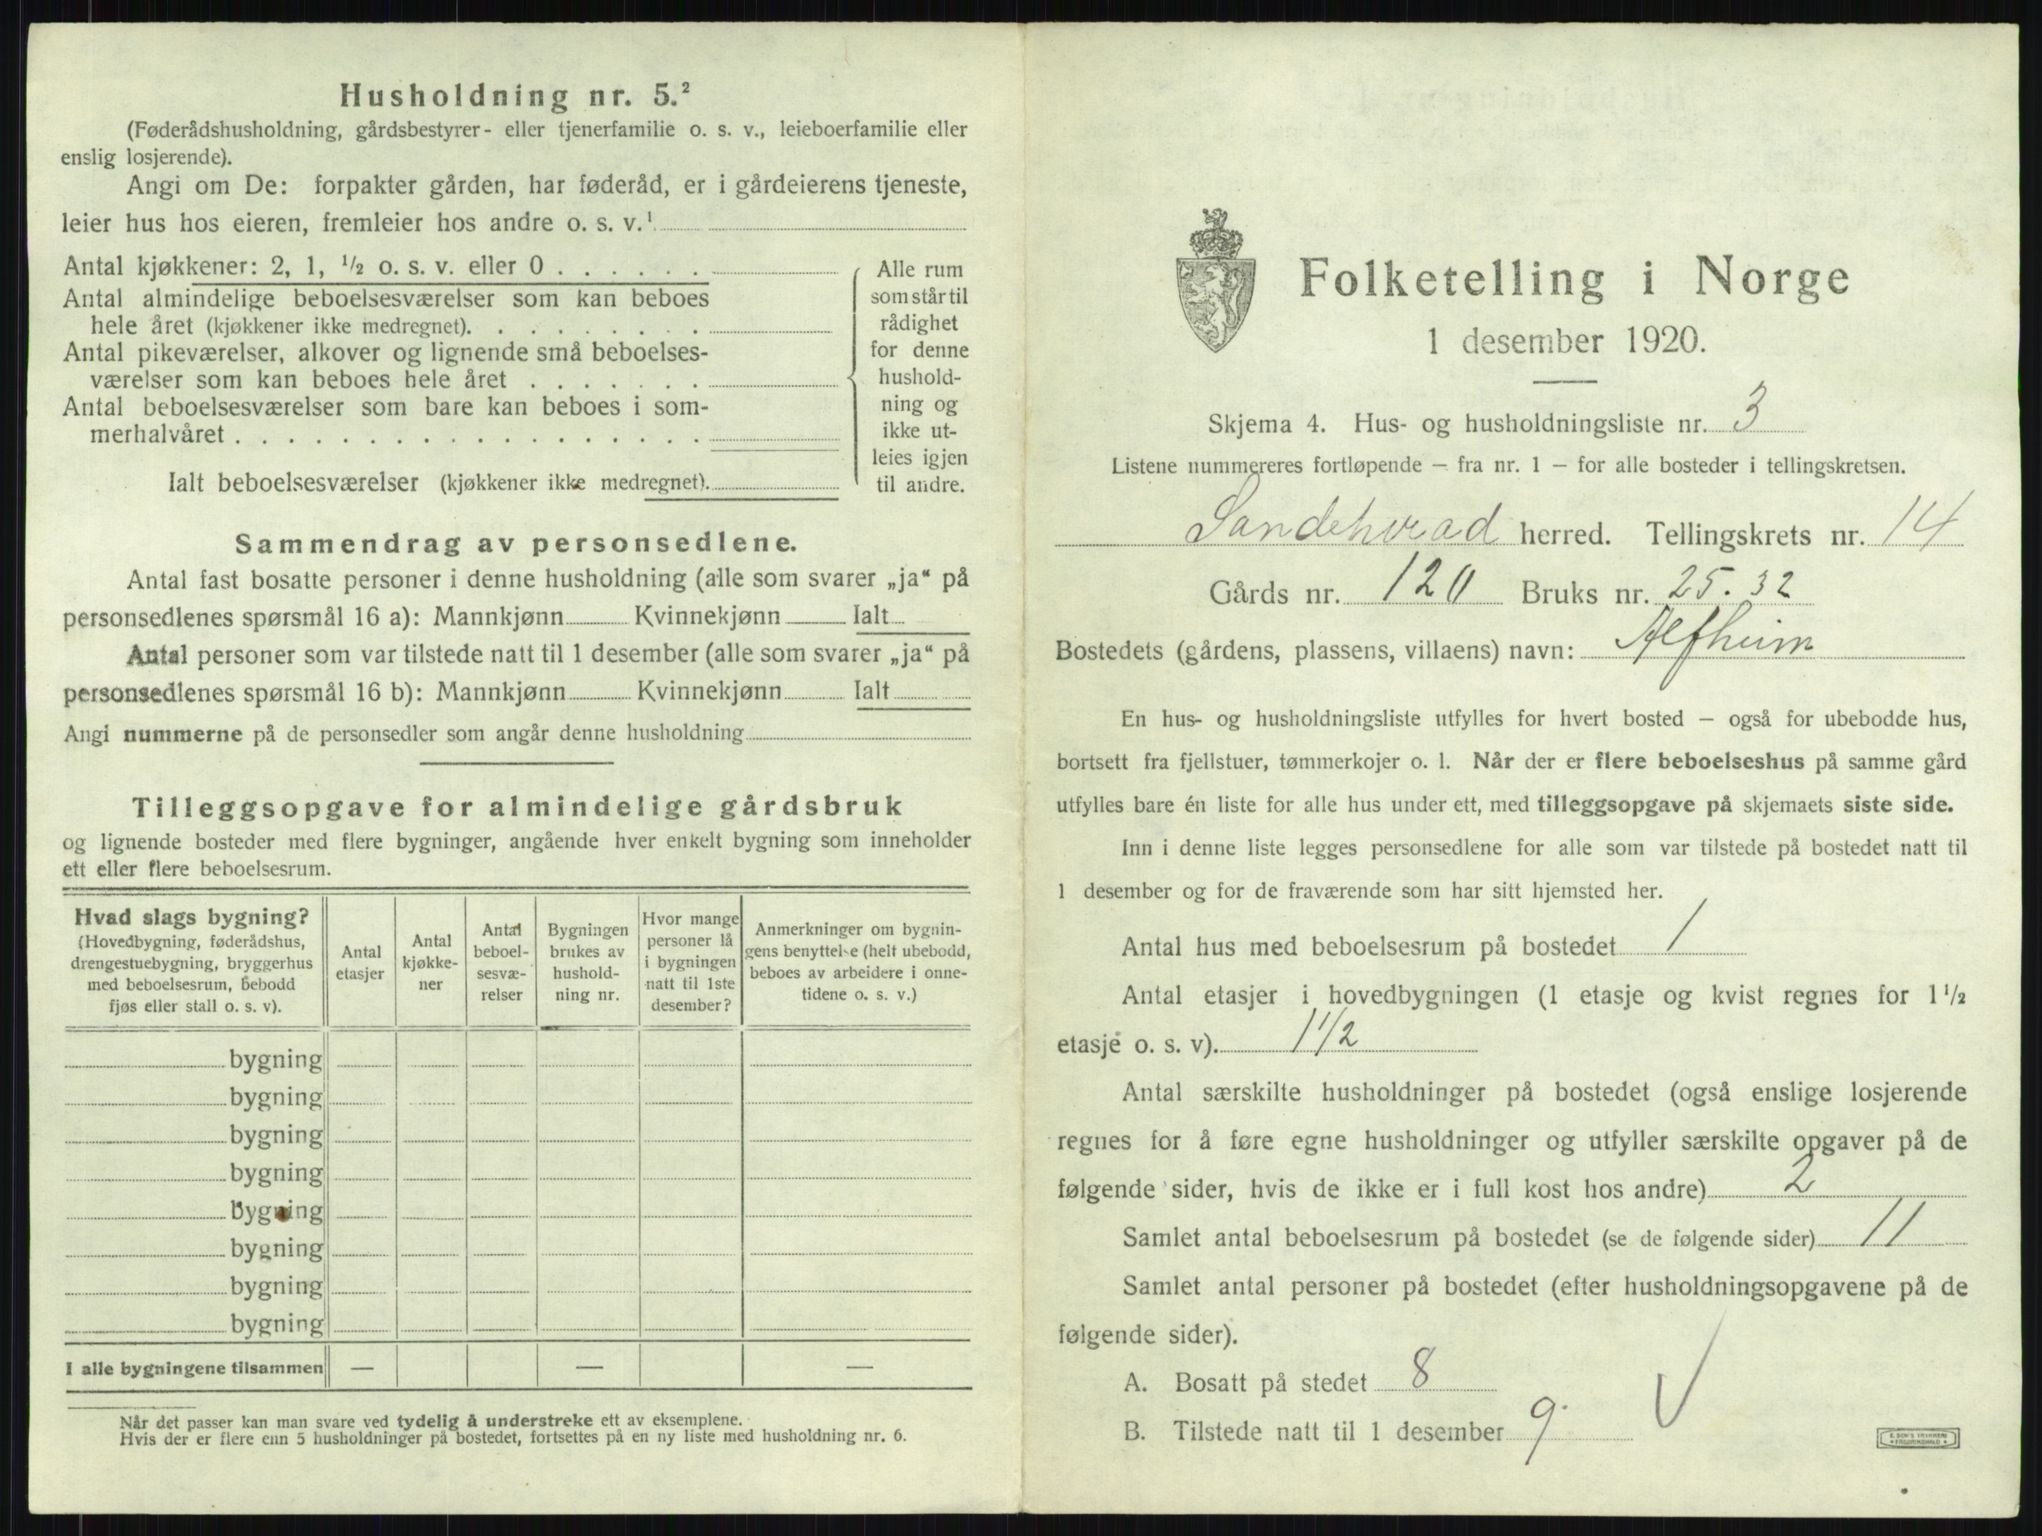 Husholdning nr. 5.²
(Føderådshusholdning, gårdsbestyrer- eller tjenerfamilie o. s. v., leieboerfamilie eller
enslig losjerende).
Angi om De: forpakter gården, har føderåd, er i gårdeierens tjeneste,
leier hus hos eieren, fremleier hos andre o. s. v.¹
Antal kjøkkener: 2, 1, ½ o. s. v. eller 0 . . . . . .
Antal almindelige beboelsesværelser som kan beboes
hele året (kjøkkener ikke medregnet). . . . . . . . .
Antal pikeværelser, alkover og lignende små beboelses-
værelser som kan beboes hele året . . . . . . .
Antal beboelsesværelser som bare kan beboes i som-
merhalvåret . . . . . . . . . . . . . . . . . .
Alle rum
som står til
rådighet
for denne
hushold-
ning og
ikke ut-
leies igjen
til andre.
Ialt beboelsesværelser (kjøkkener ikke medregnet).
Sammendrag av personsedlene.
Antal fast bosatte personer i denne husholdning (alle som svarer „ja“ på
personsedlenes spørsmål 16 a): Mannkjønn Kvinnekjønn Ialt
Antal personer som var tilstede natt til 1 desember (alle som svarer „ja“ på
personsedlenes spørsmål 16 b): Mannkjønn Kvinnekjønn Ialt
Angi nummerne på de personsedler som angår denne husholdning
Tilleggsopgave for almindelige gårdsbruk
og lignende bosteder med flere bygninger, angående hver enkelt bygning som inneholder
ett eller flere beboelsesrum.
Hvad slags bygning?
(Hovedbygning, føderådshus,
drengestuebygning, bryggerhus
med beboelsesrum, bebodd
fjøs eller stall o. s. v).
Antal
etasjer
Antal
kjøkke-
ner
Antal
beboel-
sesvæ-
relser
Bygningen
brukes av
hushold-
ning nr.
Hvor mange
personer lå
i bygningen
natt til 1ste
desember?
Anmerkninger om bygnin-
gens benyttelse (helt ubebodd,
beboes av arbeidere i onne-
tidene o. s. v.)
bygning
bygning
bygning
bygning
bygning
bygning
bygning
bygning
I alle bygningene tilsammen — — —
Når det passer kan man svare ved tydelig å understreke ett av eksemplene.
Hvis der er flere enn 5 husholdninger på bostedet, fortsettes på en ny liste med husholdning nr. 6.
Folketelling i Norge
1 desember 1920.
Skjema 4. Hus- og husholdningsliste nr. 3
Listene nummereres fortløpende – fra nr. 1 – for alle bosteder i tellingskretsen.
Sandeherad herred. Tellingskrets nr. 14
Gårds nr. 120 Bruks nr. 25. 32
Bostedets (gårdens, plassens, villaens) navn: Alfheim
En hus- og husholdningsliste utfylles for hvert bosted – også for ubebodde hus,
bortsett fra fjellstuer, tømmerkojer o. l. Når der er flere beboelseshus på samme gård
utfylles bare én liste for alle hus under ett, med tilleggsopgave på skjemaets siste side.
Inn i denne liste legges personsedlene for alle som var tilstede på bostedet natt til
1 desember og for de fraværende som har sitt hjemsted her.
Antal hus med beboelsesrum på bostedet 1
Antal etasjer i hovedbygningen (1 etasje og kvist regnes for 1½
etasje o. s. v). 1½
Antal særskilte husholdninger på bostedet (også enslige losjerende
regnes for å føre egne husholdninger og utfyller særskilte opgaver på de
følgende sider, hvis de ikke er i full kost hos andre) 2
Samlet antal beboelsesrum på bostedet (se de følgende sider) 11
Samlet antal personer på bostedet (efter husholdningsopgavene på de
følgende sider).
A. Bosatt på stedet 8
B. Tilstede natt til 1 desember 9.